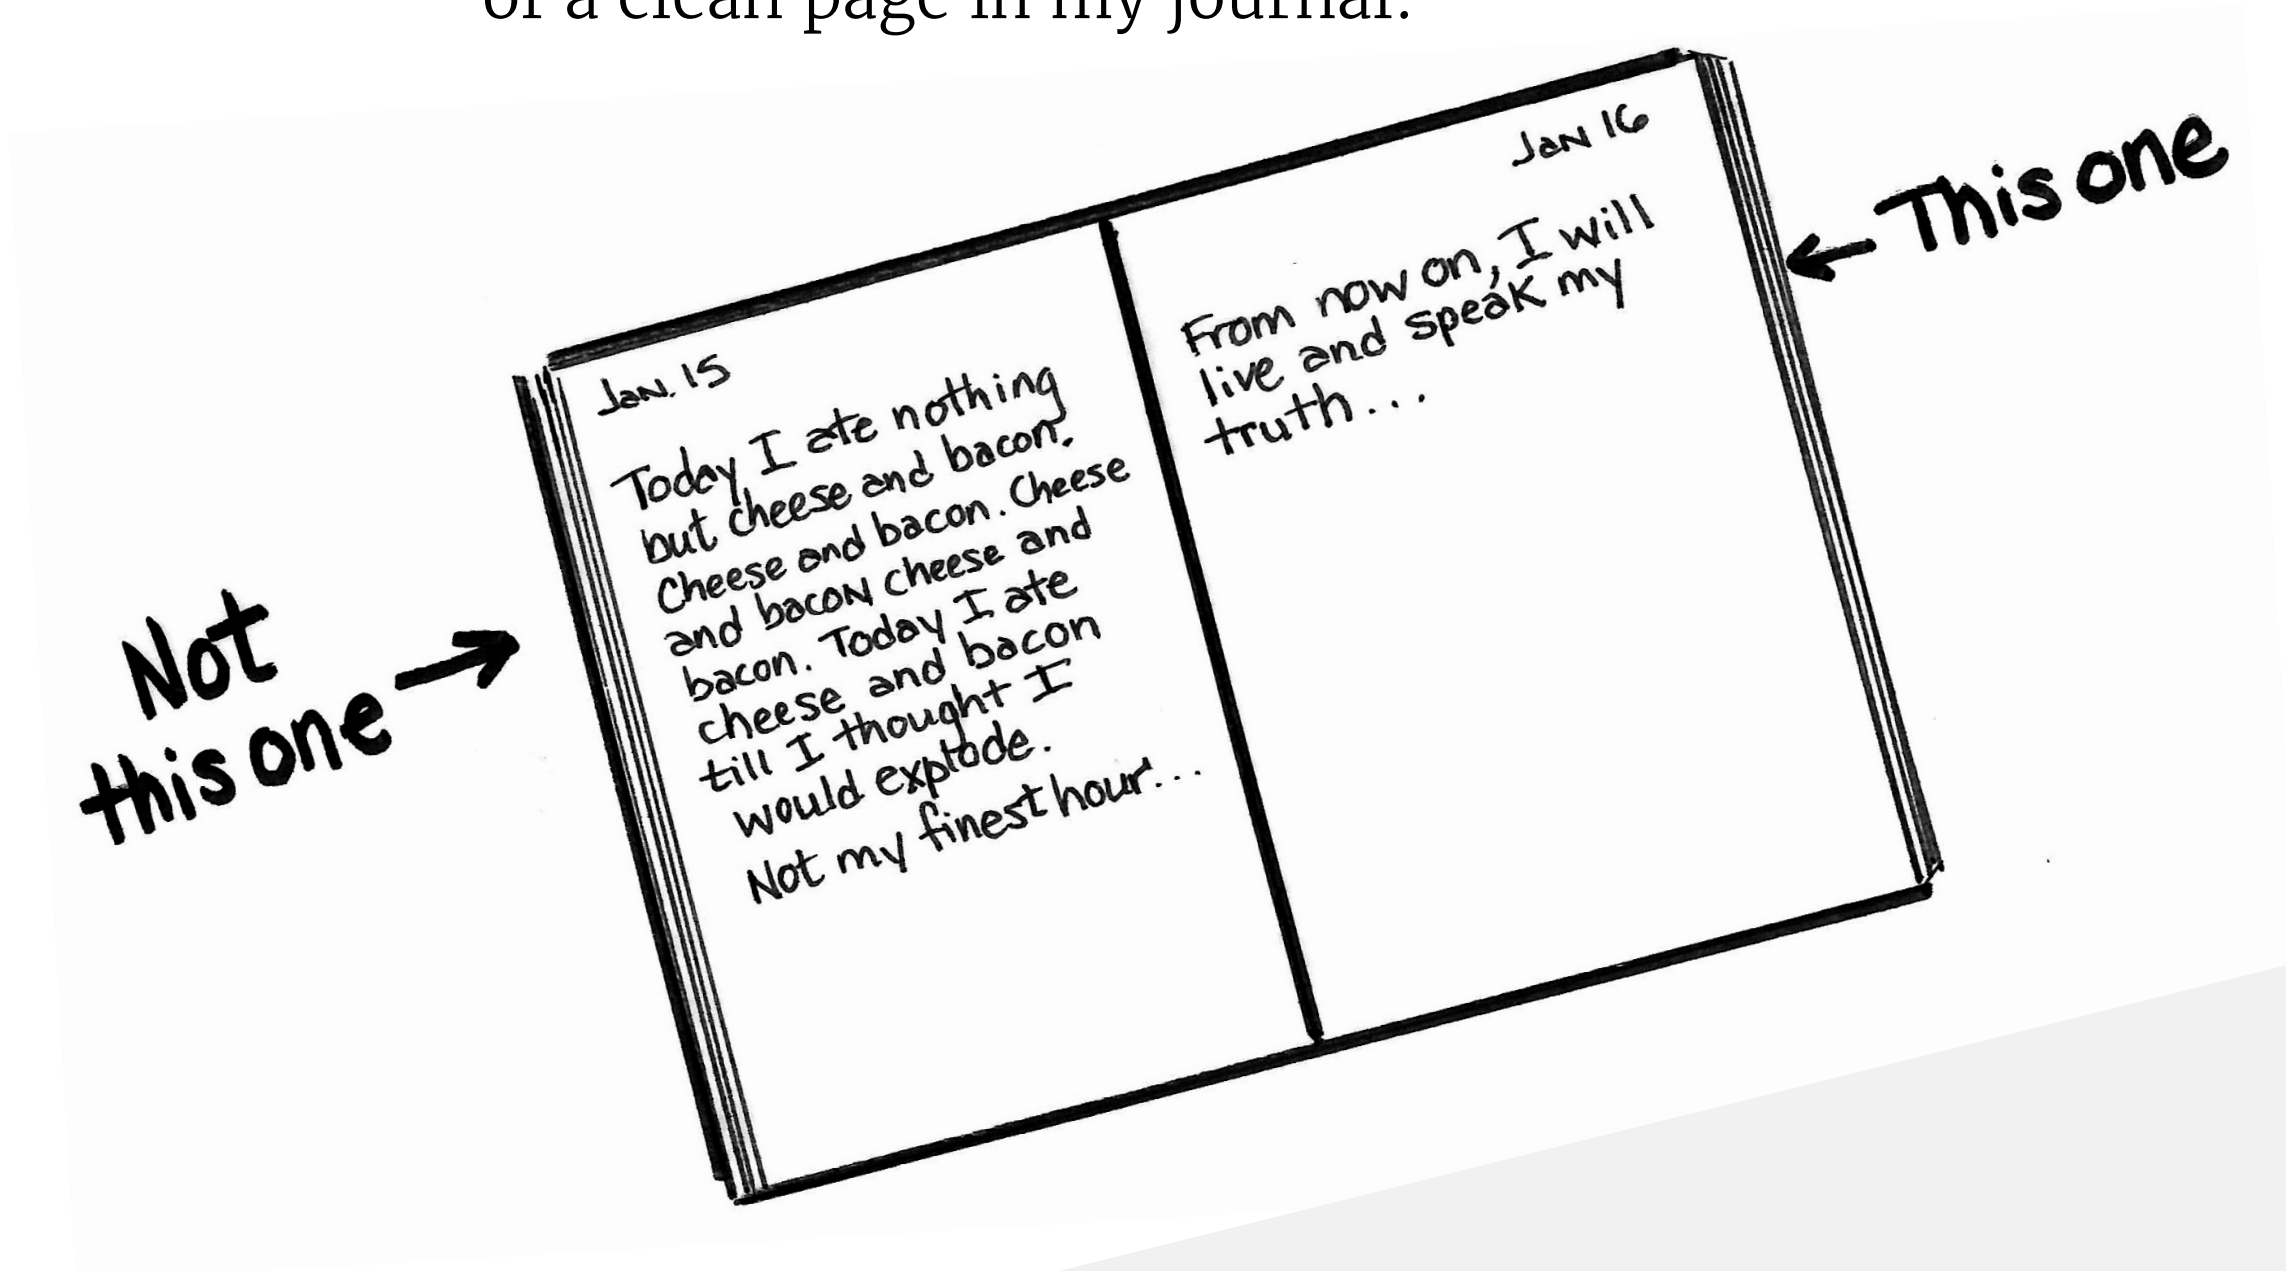 of a clean page in my journal.
Not
this one
Jan. 15
Today, I ate nothing
but cheese and bacon.
Cheese and bacon. Cheese
and bacon cheese and
bacon. Today I ate
cheese and bacon
till I thought I
would explode.
Not my finest hour...
Jan 16
From now on, I will
live and speak my
truth...
This one